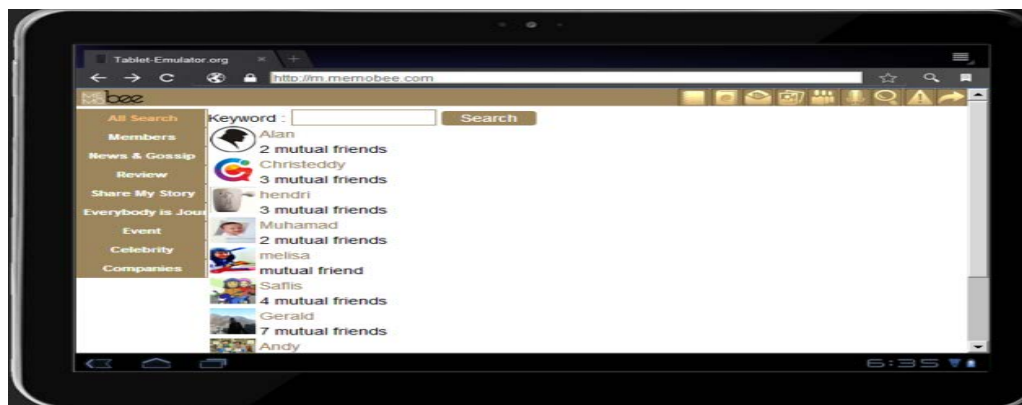 Tablet-Emulator.org
http://m.memobee.com
bee
All Search
Members
News & Gossip
Review
Share My Story
Everybody is Jour
Event
Celebrity
Companies
Keyword :
Search
Alan
2 mutual friends
Christeddy
3 mutual friends
hendri
3 mutual friends
Muhamad
2 mutual friends
melisa
mutual friend
Saflis
4 mutual friends
Gerald
7 mutual friends
Andy
6:35